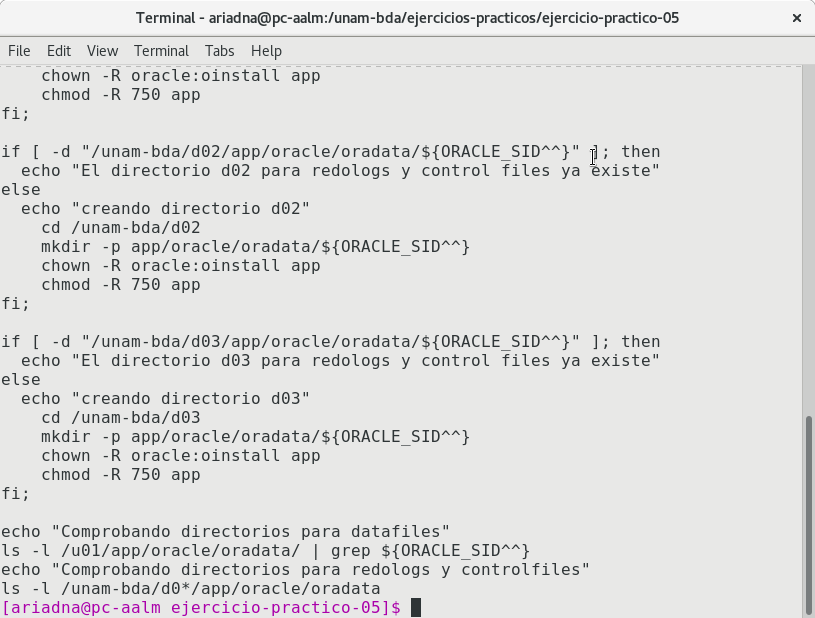 Terminal - ariadna@pc-aalm:/unam-bda/ejercicios-practicos/ejercicio-practico-05
File Edit View Terminal Tabs Help
    chown -R oracle:oinstall app
    chmod -R 750 app
fi;

if [ -d "/unam-bda/d02/app/oracle/oradata/${ORACLE_SID^^}" ]; then
  echo "El directorio d02 para redologs y control files ya existe"
else
  echo "creando directorio d02"
    cd /unam-bda/d02
    mkdir -p app/oracle/oradata/${ORACLE_SID^^}
    chown -R oracle:oinstall app
    chmod -R 750 app
fi;

if [ -d "/unam-bda/d03/app/oracle/oradata/${ORACLE_SID^^}" ]; then
  echo "El directorio d03 para redologs y control files ya existe"
else
  echo "creando directorio d03"
    cd /unam-bda/d03
    mkdir -p app/oracle/oradata/${ORACLE_SID^^}
    chown -R oracle:oinstall app
    chmod -R 750 app
fi;

echo "Comprobando directorios para datafiles"
ls -l /u01/app/oracle/oradata/ | grep ${ORACLE_SID^^}
echo "Comprobando directorios para redologs y controlfiles"
ls -l /unam-bda/d0*/app/oracle/oradata
[ariadna@pc-aalm ejercicio-practico-05]$